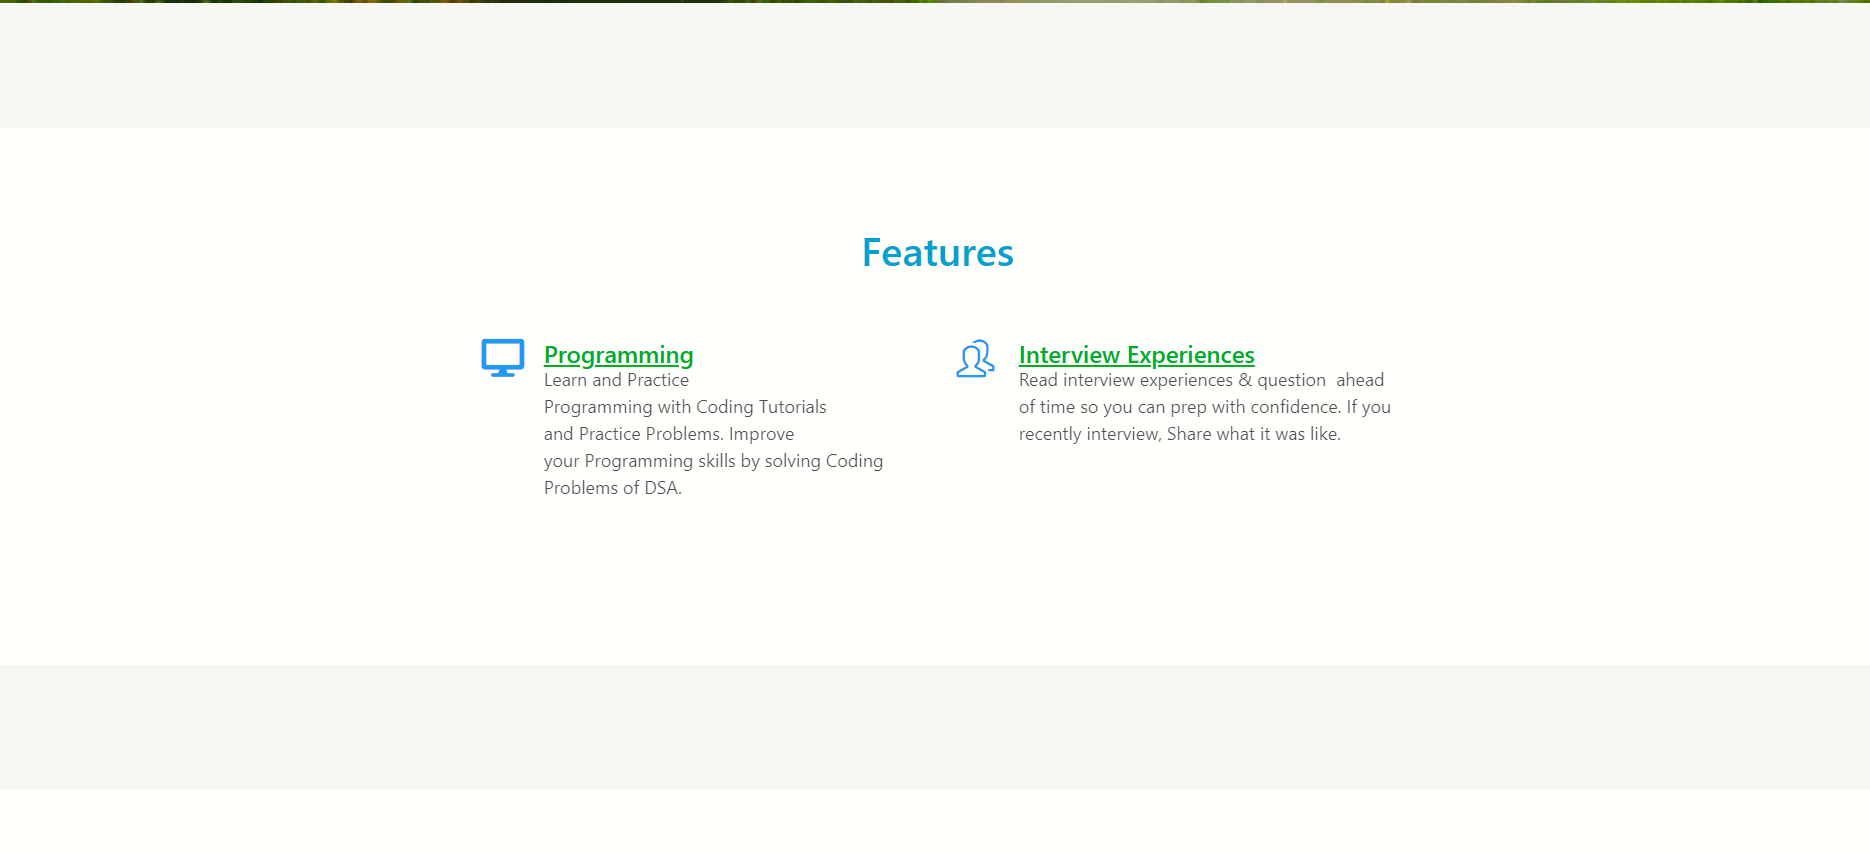 Features
Programming
Learn and Practice
Programming with Coding Tutorials
and Practice Problems. Improve
your Programming skills by solving Coding
Problems of DSA.
Interview Experiences
Read interview experiences & question  ahead
of time so you can prep with confidence. If you
recently interview, Share what it was like.